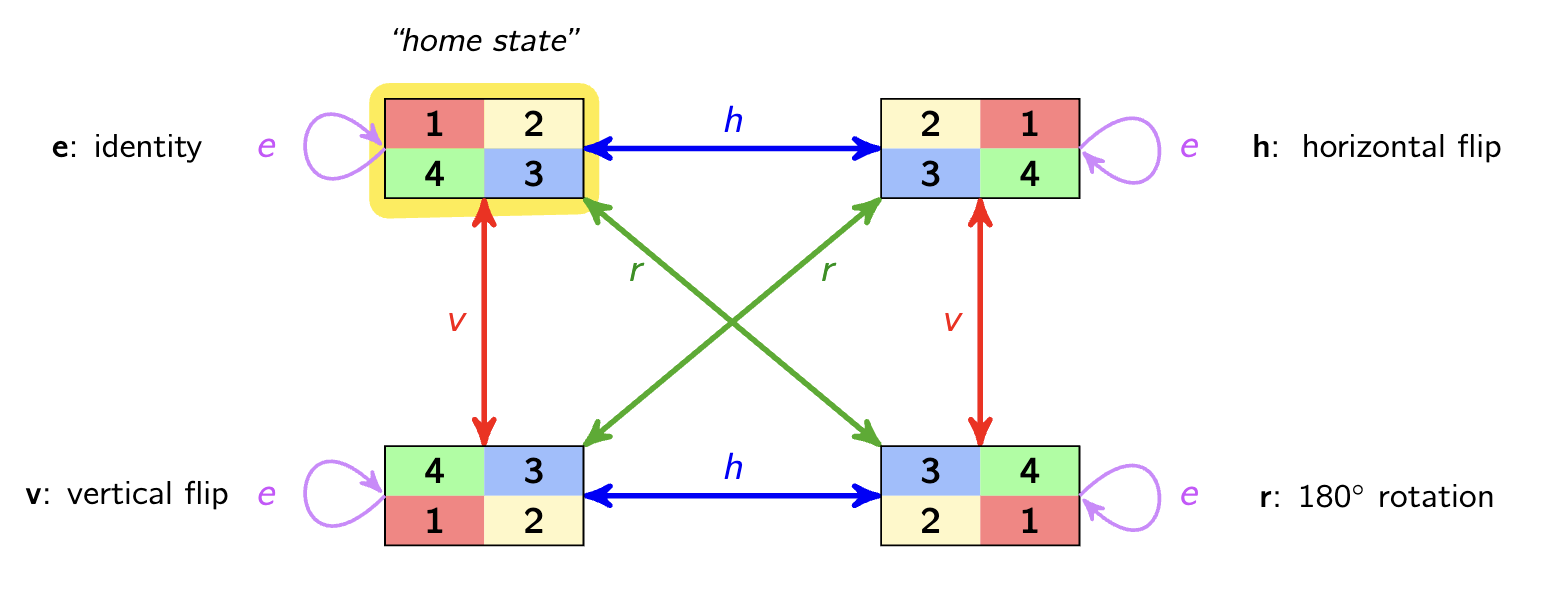 “home state”
e: identity
e
1 2
4 3
h
2 1
3 4
e
h: horizontal flip
r
r
v
v
v: vertical flip
e
4 3
1 2
h
3 4
2 1
e
r: 180° rotation